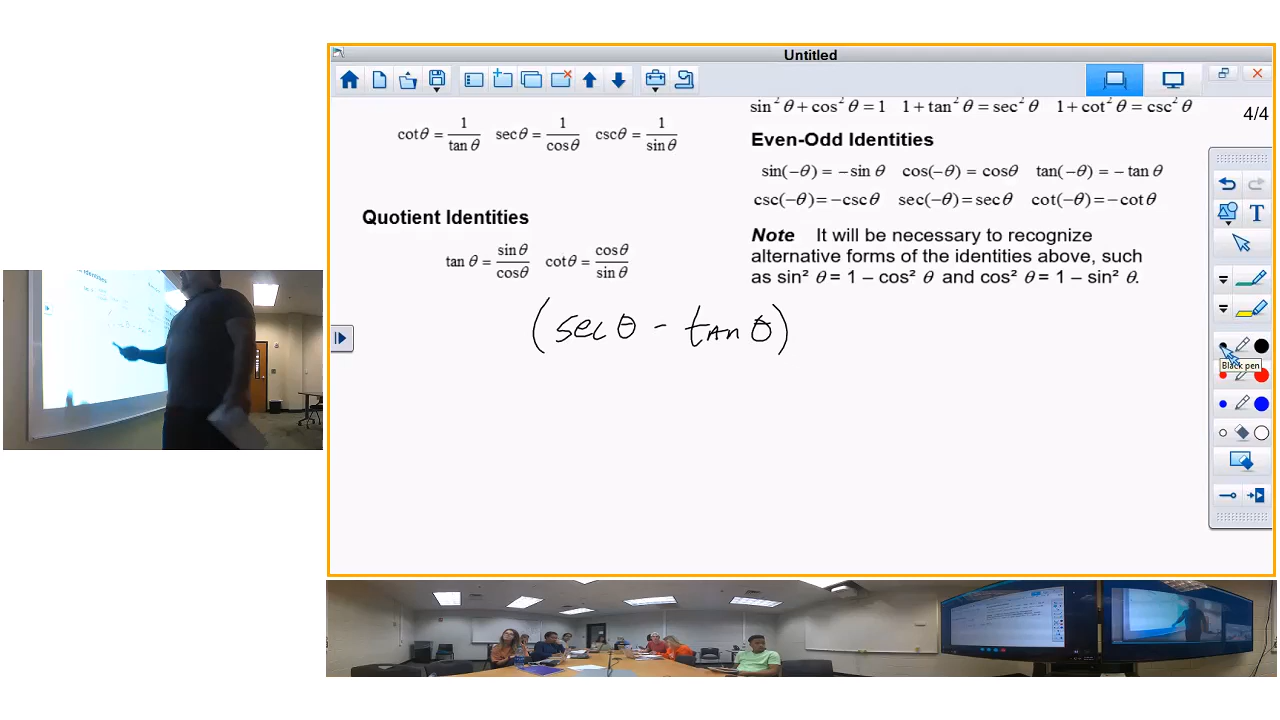 Untitled
4/4
cot θ = 1/tan θ sec θ = 1/cos θ csc θ = 1/sin θ
Quotient Identities
tan θ = sin θ/cos θ cot θ = cos θ/sin θ
sin² θ + cos² θ = 1 1 + tan² θ = sec² θ 1 + cot² θ = csc² θ
Even-Odd Identities
sin(−θ) = −sin θ cos(−θ) = cos θ tan(−θ) = − tan θ
csc(−θ) = −csc θ sec(−θ) = sec θ cot(−θ) = −cot θ
Note It will be necessary to recognize
alternative forms of the identities above, such
as sin² θ = 1 – cos² θ and cos² θ = 1 – sin² θ.
(sec θ - tan θ)
T
Black pen